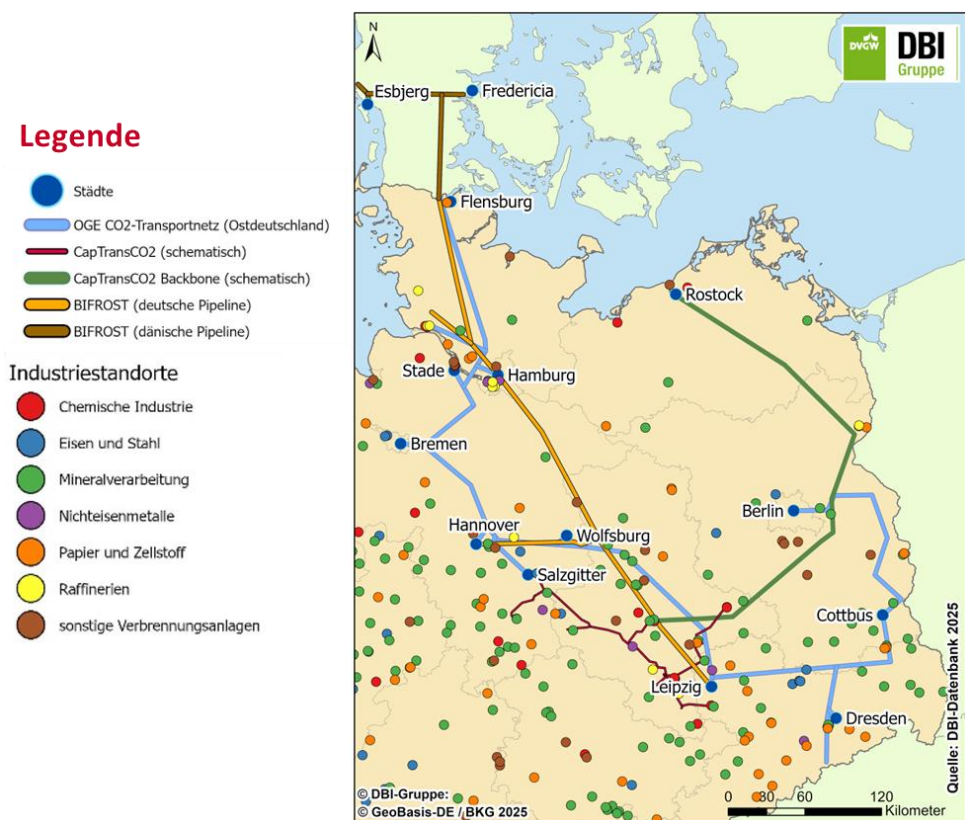 Legende
Städte
OGE CO2-Transportnetz (Ostdeutschland)
CapTransCO2 (schematisch)
CapTransCO2 Backbone (schematisch)
BIFROST (deutsche Pipeline)
BIFROST (dänische Pipeline)
Industriestandorte
Chemische Industrie
Eisen und Stahl
Mineralverarbeitung
Nichteisenmetalle
Papier und Zellstoff
Raffinerien
sonstige Verbrennungsanlagen
N
DVGW DBI
Gruppe
Esbjerg
Fredericia
Flensburg
Rostock
Stade
Hamburg
Bremen
Berlin
Hannover
Wolfsburg
Salzgitter
Cottbus
Leipzig
Dresden
Quelle: DBI-Datenbank 2025
© DBI-Gruppe:
© GeoBasis-DE / BKG 2025
0 30 60 120
Kilometer